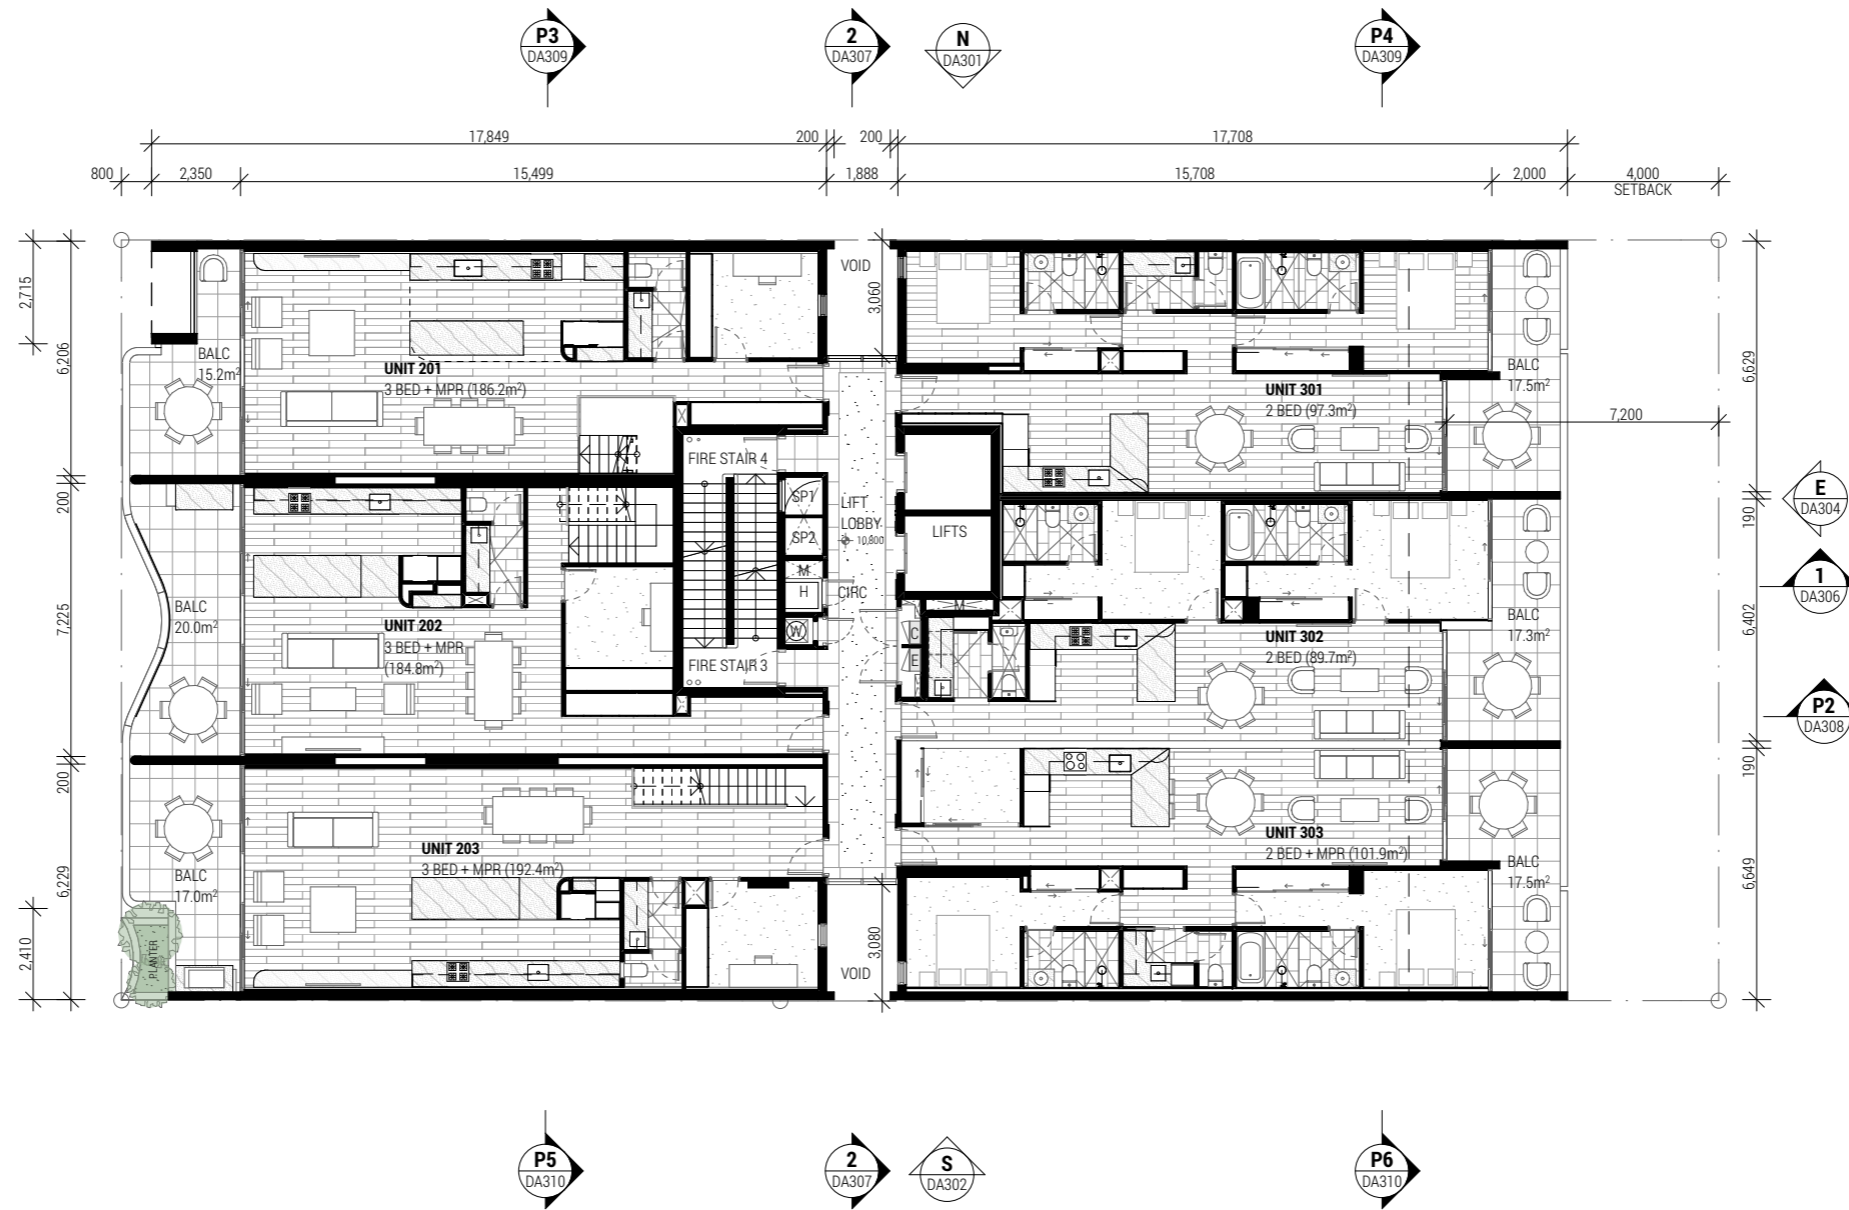 P3
DA309
2
DA307
N
DA301
P4
DA309
17,849
200
200
17,708
800
2,350
15,499
1,888
15,708
2,000
4,000
SETBACK
2,715
6,206
200
7,225
200
6,229
2,410
VOID
3,060
BALC
15.2m²
UNIT 201
3 BED + MPR (186.2m²)
BALC
17.5m²
UNIT 301
2 BED (97.3m²)
7,200
6,629
190
6,402
190
6,649
FIRE STAIR 4
SP1
SP2
LIFT
LOBBY
10,800
LIFTS
M
H
CIRC
W
M
C
E
FIRE STAIR 3
BALC
20.0m²
UNIT 202
3 BED + MPR
(184.8m²)
BALC
17.3m²
UNIT 302
2 BED (89.7m²)
E
DA304
1
DA306
P2
DA308
UNIT 203
3 BED + MPR (192.4m²)
BALC
17.0m²
PLANTER
UNIT 303
2 BED + MPR (101.9m²)
BALC
17.5m²
3,080
VOID
P5
DA310
2
DA307
S
DA302
P6
DA310